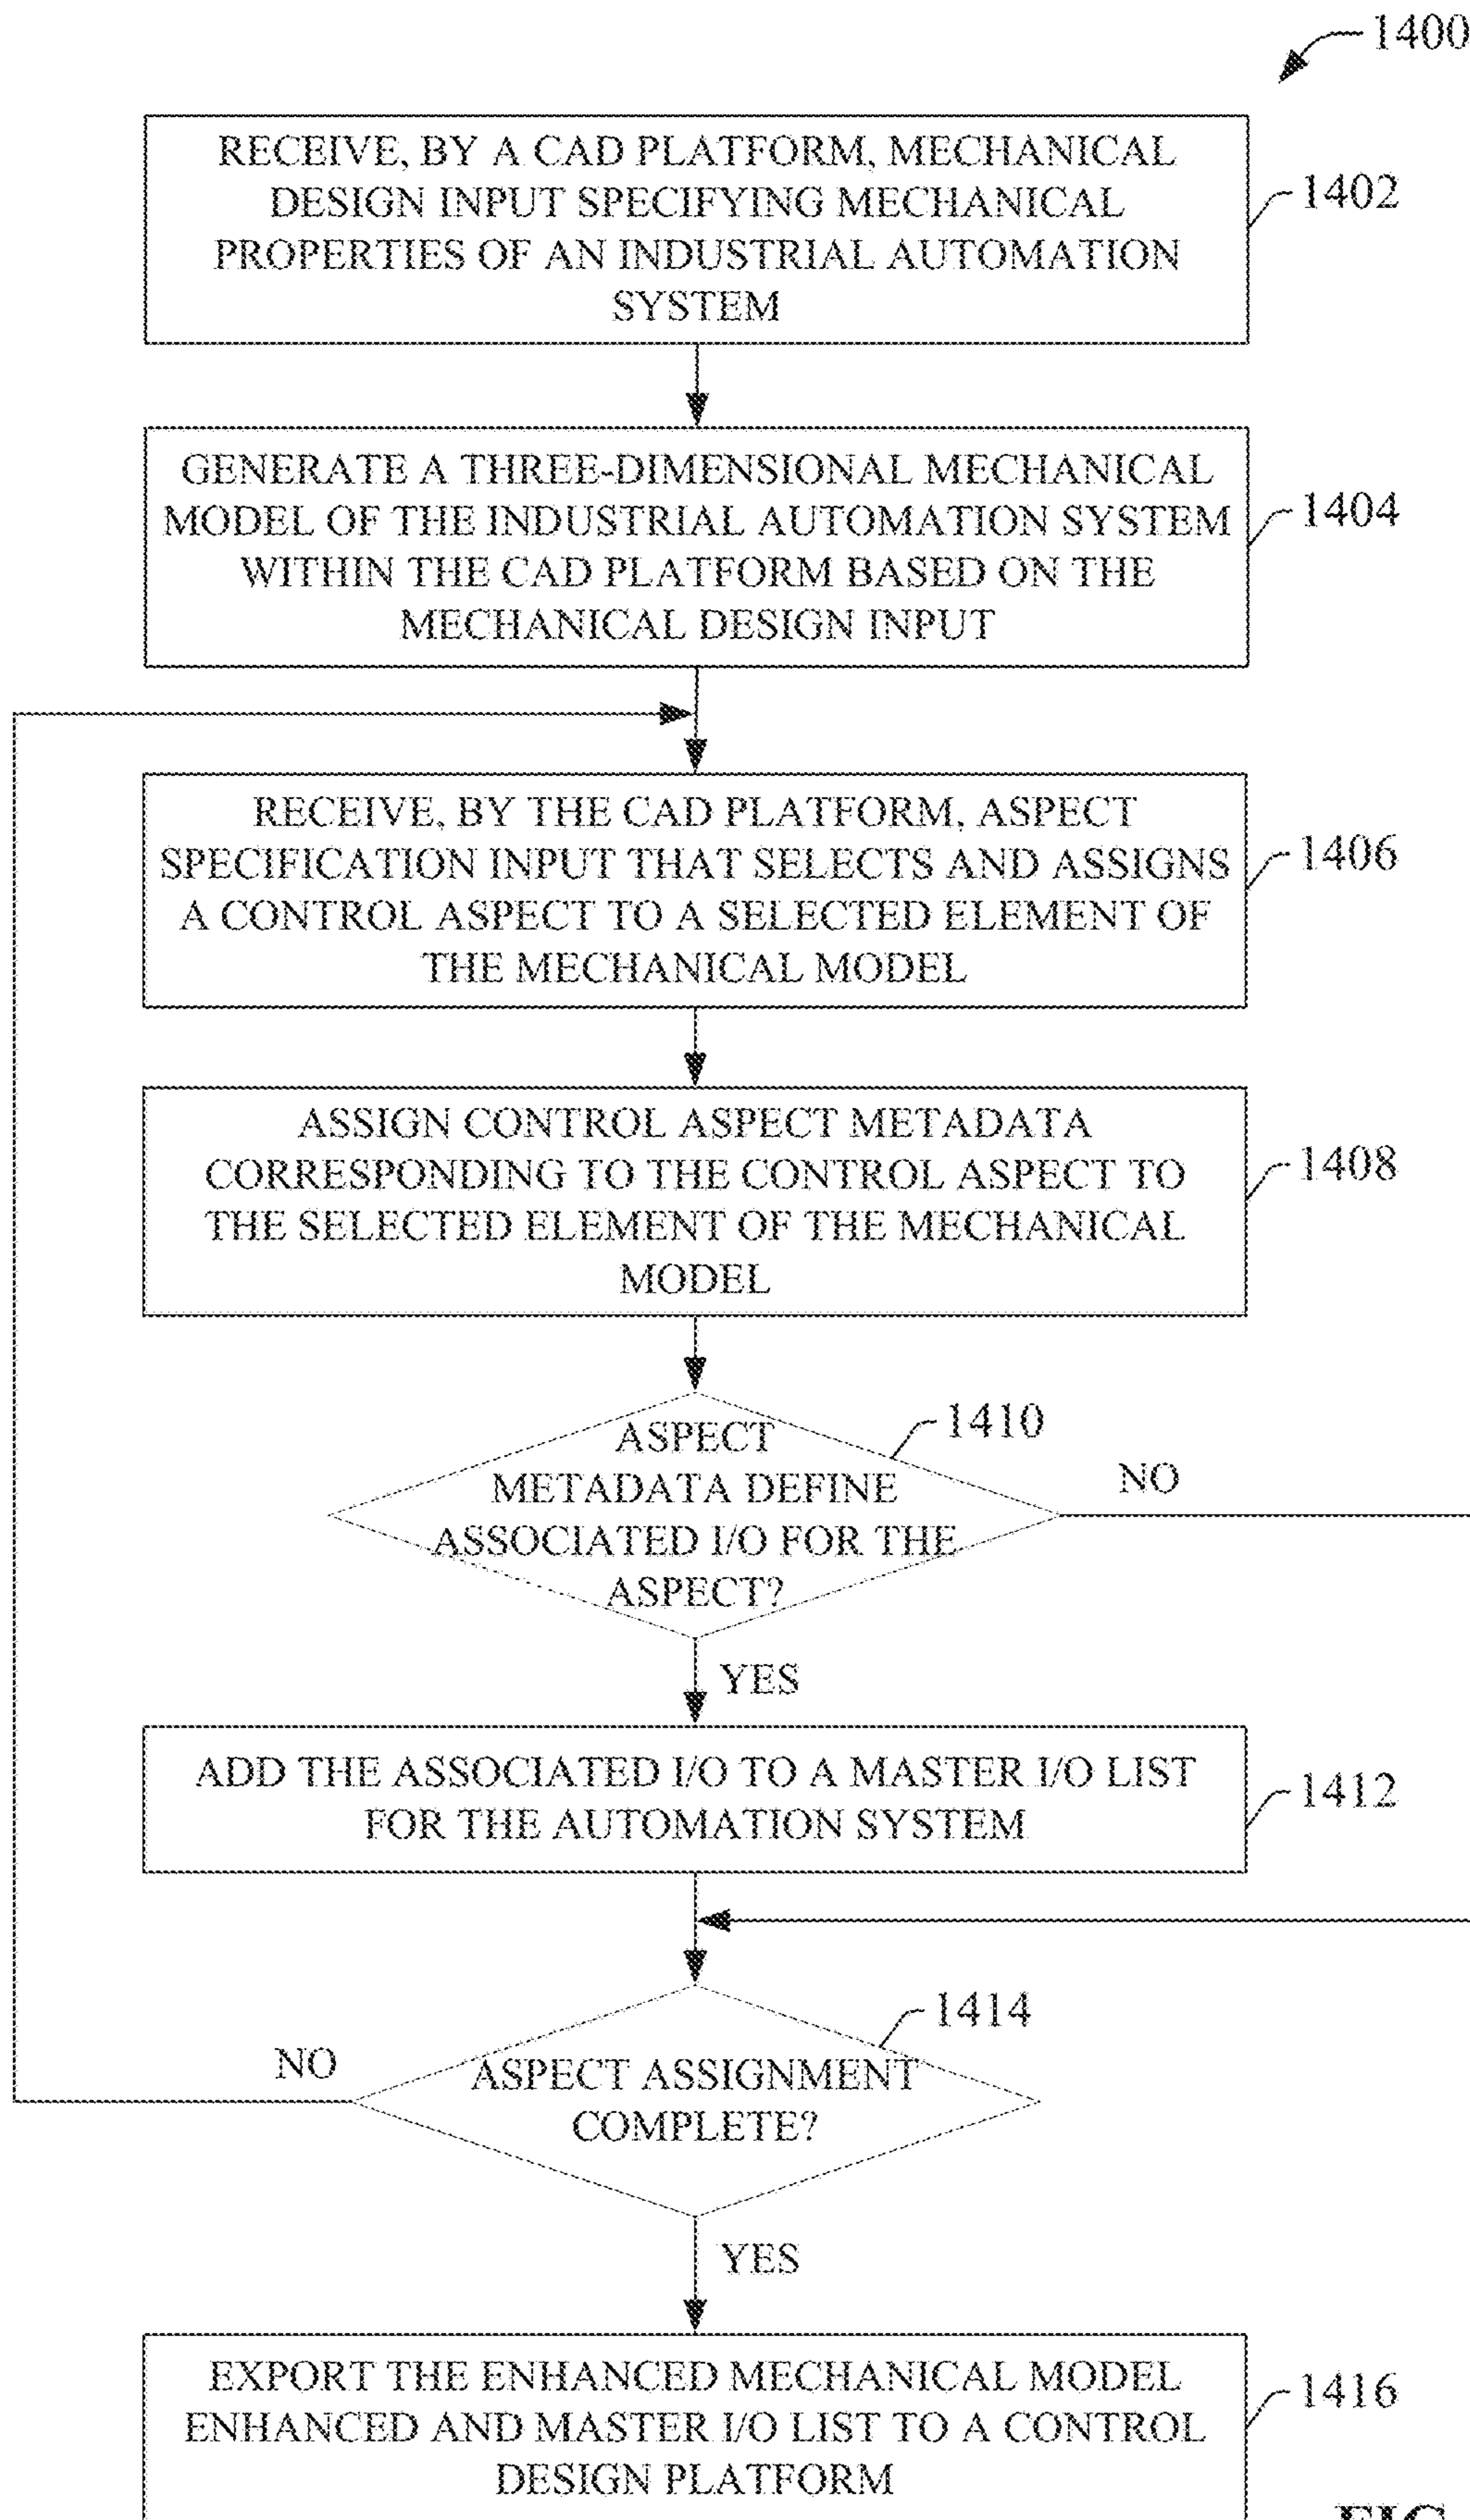 1400
RECEIVE, BY A CAD PLATFORM, MECHANICAL
DESIGN INPUT SPECIFYING MECHANICAL
PROPERTIES OF AN INDUSTRIAL AUTOMATION
SYSTEM
1402
GENERATE A THREE-DIMENSIONAL MECHANICAL
MODEL OF THE INDUSTRIAL AUTOMATION SYSTEM
WITHIN THE CAD PLATFORM BASED ON THE
MECHANICAL DESIGN INPUT
1404
RECEIVE, BY THE CAD PLATFORM, ASPECT
SPECIFICATION INPUT THAT SELECTS AND ASSIGNS
A CONTROL ASPECT TO A SELECTED ELEMENT OF
THE MECHANICAL MODEL
1406
ASSIGN CONTROL ASPECT METADATA
CORRESPONDING TO THE CONTROL ASPECT TO
THE SELECTED ELEMENT OF THE MECHANICAL
MODEL
1408
ASPECT
METADATA DEFINE
ASSOCIATED I/O FOR THE
ASPECT?
1410
NO
YES
ADD THE ASSOCIATED I/O TO A MASTER I/O LIST
FOR THE AUTOMATION SYSTEM
1412
ASPECT ASSIGNMENT
COMPLETE?
1414
NO
YES
EXPORT THE ENHANCED MECHANICAL MODEL
ENHANCED AND MASTER I/O LIST TO A CONTROL
DESIGN PLATFORM
1416